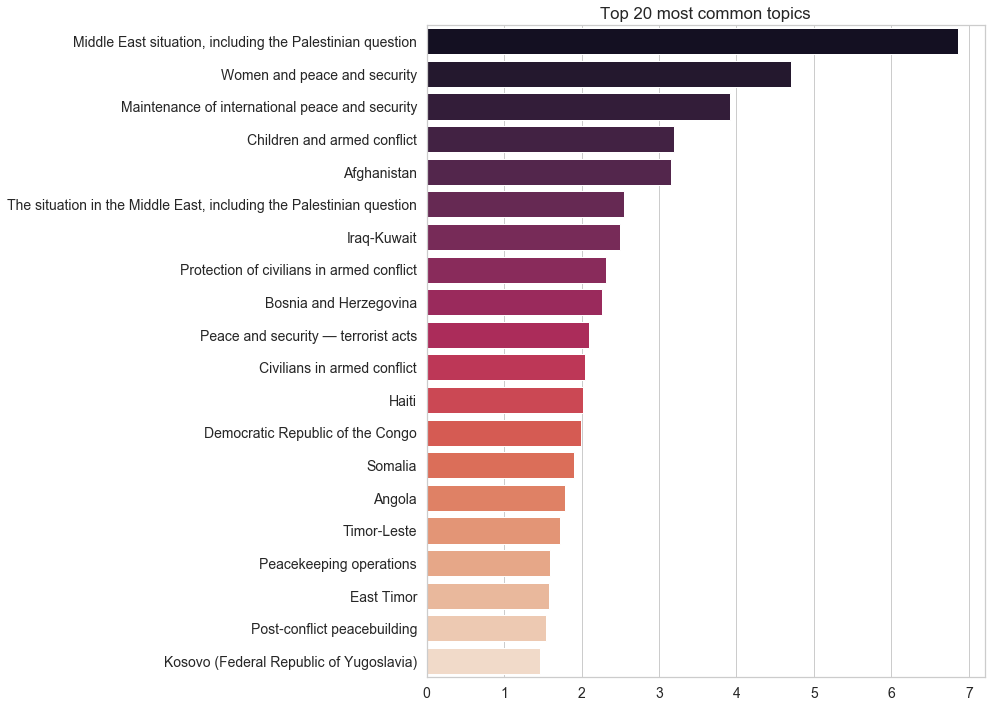 Top 20 most common topics
Middle East situation, including the Palestinian question
Women and peace and security
Maintenance of international peace and security
Children and armed conflict
Afghanistan
The situation in the Middle East, including the Palestinian question
Iraq-Kuwait
Protection of civilians in armed conflict
Bosnia and Herzegovina
Peace and security — terrorist acts
Civilians in armed conflict
Haiti
Democratic Republic of the Congo
Somalia
Angola
Timor-Leste
Peacekeeping operations
East Timor
Post-conflict peacebuilding
Kosovo (Federal Republic of Yugoslavia)
0 1 2 3 4 5 6 7